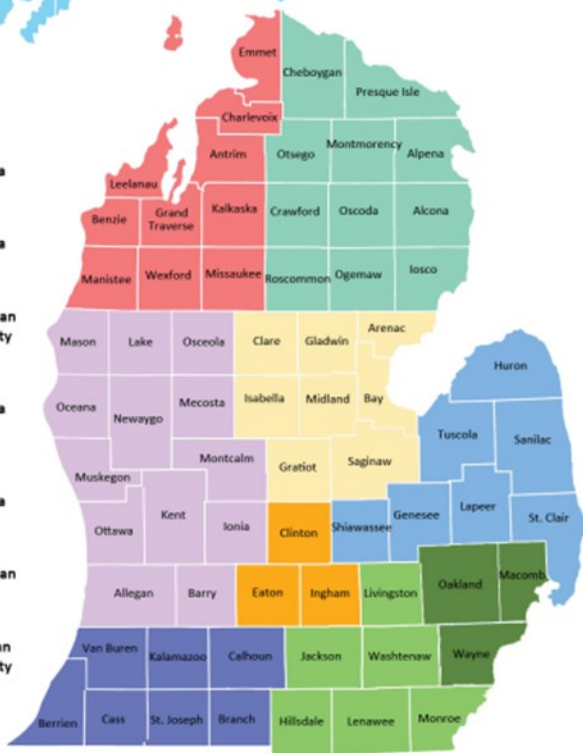 Emmet
Cheboygan
Presque Isle
Charlevoix
Antrim
Otsego
Montmorency
Alpena
Leelanau
Benzie
Grand
Traverse
Kalkaska
Crawford
Oscoda
Alcona
Manistee
Wexford
Missaukee
Roscommon
Ogemaw
Iosco
Mason
Lake
Osceola
Clare
Gladwin
Arenac
Huron
Oceana
Newaygo
Mecosta
Isabella
Midland
Bay
Tuscola
Sanilac
Muskegon
Montcalm
Gratiot
Saginaw
Ottawa
Kent
Ionia
Clinton
Shiawassee
Genesee
Lapeer
St. Clair
Allegan
Barry
Eaton
Ingham
Livingston
Oakland
Macomb
Van Buren
Kalamazoo
Calhoun
Jackson
Washtenaw
Wayne
Berrien
Cass
St. Joseph
Branch
Hillsdale
Lenawee
Monroe